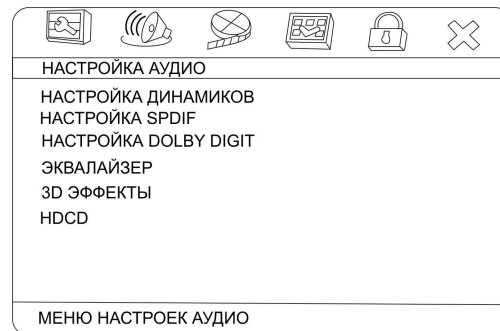 НАСТРОЙКА АУДИО
НАСТРОЙКА ДИНАМИКОВ
НАСТРОЙКА SPDIF
НАСТРОЙКА DOLBY DIGIT
ЭКВАЛАЙЗЕР
3D ЭФФЕКТЫ
HDCD
МЕНЮ НАСТРОЕК АУДИО